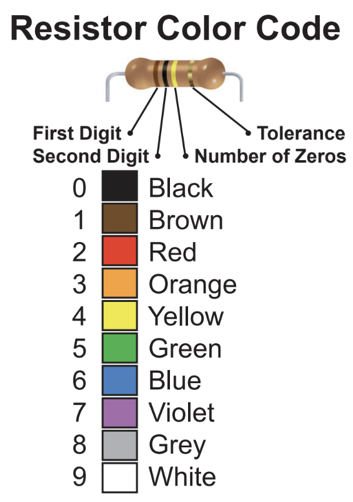 Resistor Color Code
First Digit Tolerance
Second Digit Number of Zeros
0 Black
1 Brown
2 Red
3 Orange
4 Yellow
5 Green
6 Blue
7 Violet
8 Grey
9 White